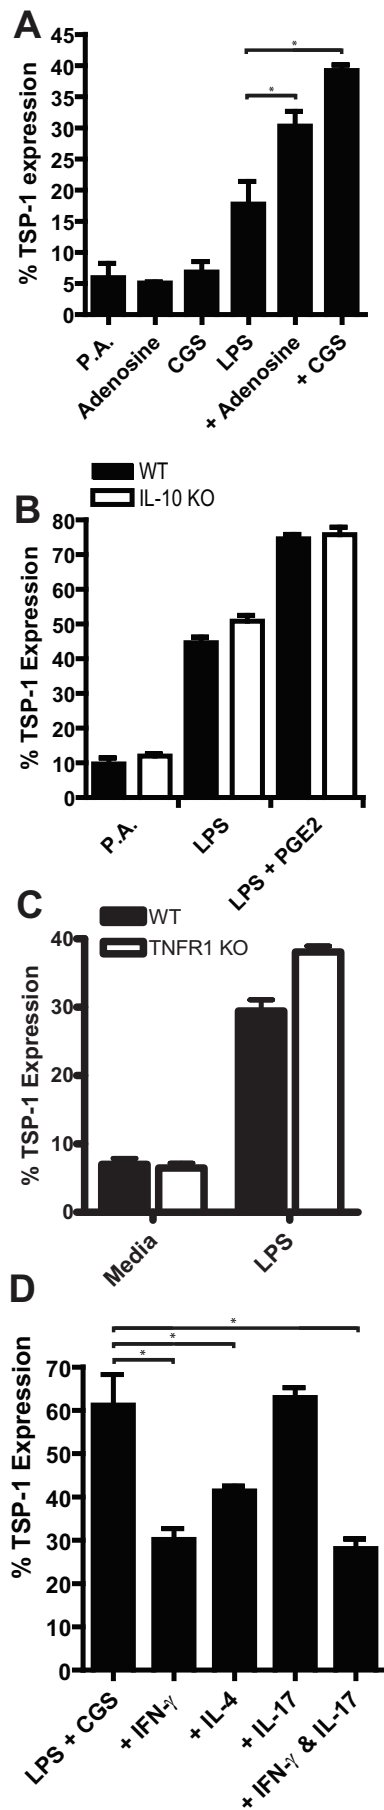 A
% TSP-1 expression
45
40
35
30
25
20
15
10
5
0
*
*
P.A.
Adenosine
CGS
LPS
+ Adenosine
+ CGS
WT
IL-10 KO
B
% TSP-1 Expression
80
70
60
50
40
30
20
10
0
P.A.
LPS
LPS + PGE2
C
WT
TNFR1 KO
% TSP-1 Expression
40
30
20
10
0
Media
LPS
D
*
*
*
% TSP-1 Expression
70
60
50
40
30
20
10
0
LPS + CGS
+ IFN-γ
+ IL-4
+ IL-17
+ IFN-γ & IL-17